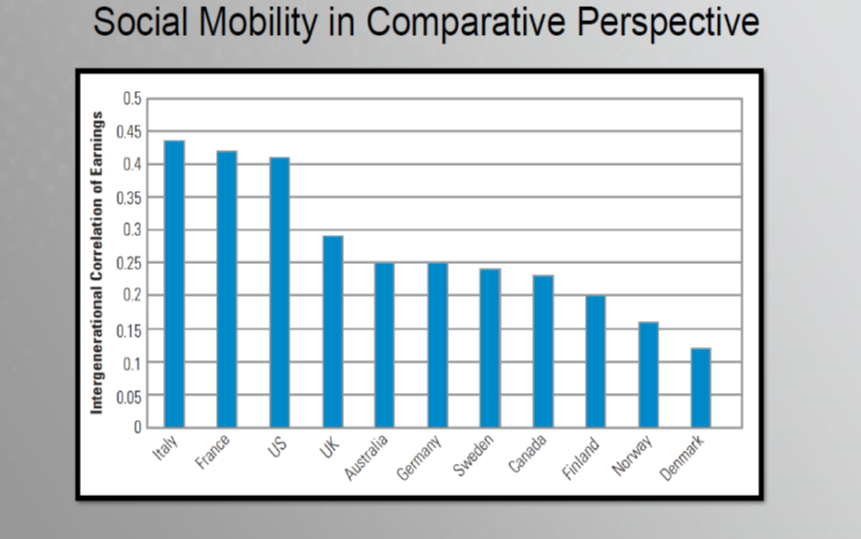 Social Mobility in Comparative Perspective
Intergenerational Correlation of Earnings
0.5
0.45
0.4
0.35
0.3
0.25
0.2
0.15
0.1
0.05
0
Italy
France
US
UK
Australia
Germany
Sweden
Canada
Finland
Norway
Denmark